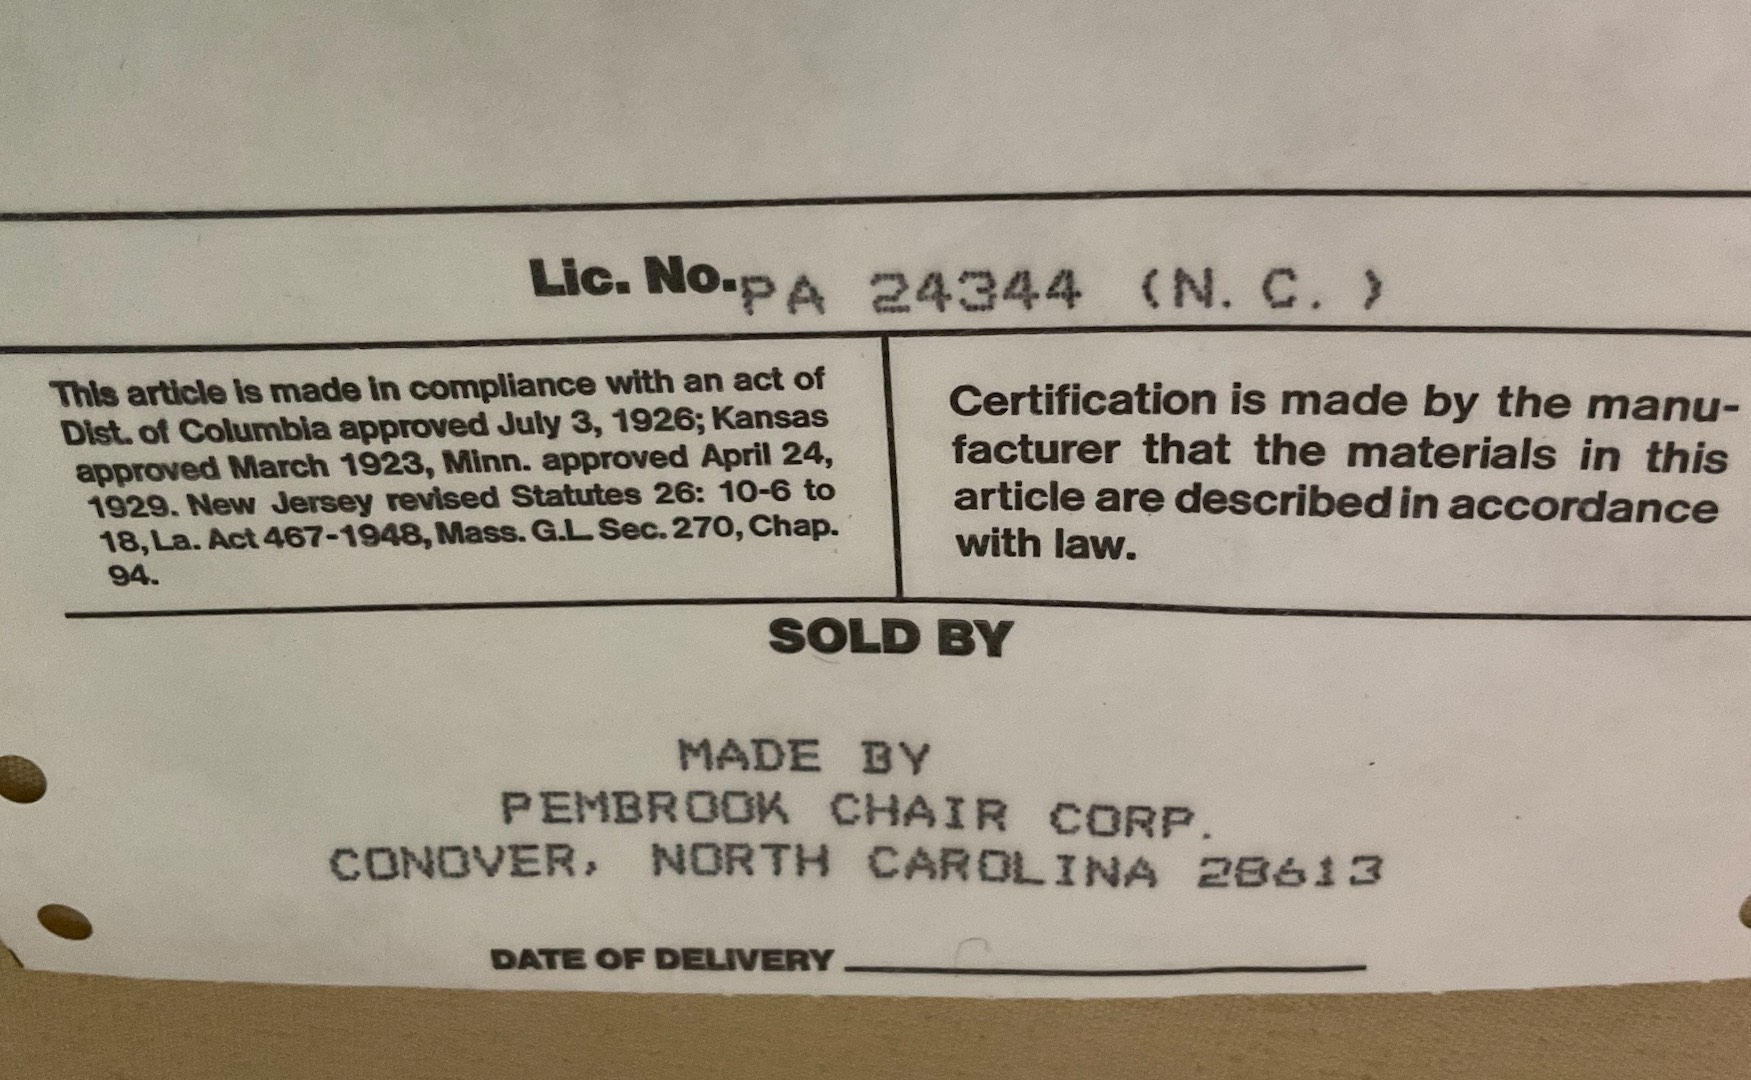 Lic. No. PA 24344 (N. C. )
This article is made in compliance with an act of
Dist. of Columbia approved July 3, 1926; Kansas
approved March 1923, Minn. approved April 24,
1929. New Jersey revised Statutes 26: 10-6 to
18, La. Act 467-1948, Mass. G.L. Sec. 270, Chap.
94.
Certification is made by the manu-
facturer that the materials in this
article are described in accordance
with law.
SOLD BY
MADE BY
PEMBROOK CHAIR CORP.
CONOVER, NORTH CAROLINA 28613
DATE OF DELIVERY